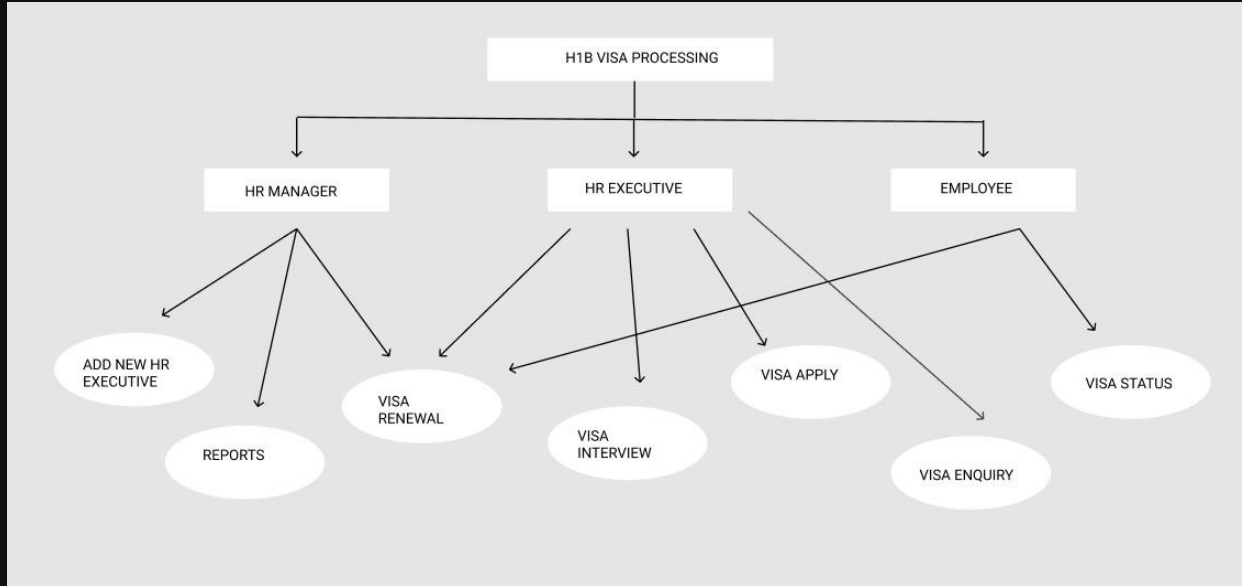 H1B VISA PROCESSING
HR MANAGER
HR EXECUTIVE
EMPLOYEE
ADD NEW HR
EXECUTIVE
REPORTS
VISA
RENEWAL
VISA
INTERVIEW
VISA APPLY
VISA ENQUIRY
VISA STATUS